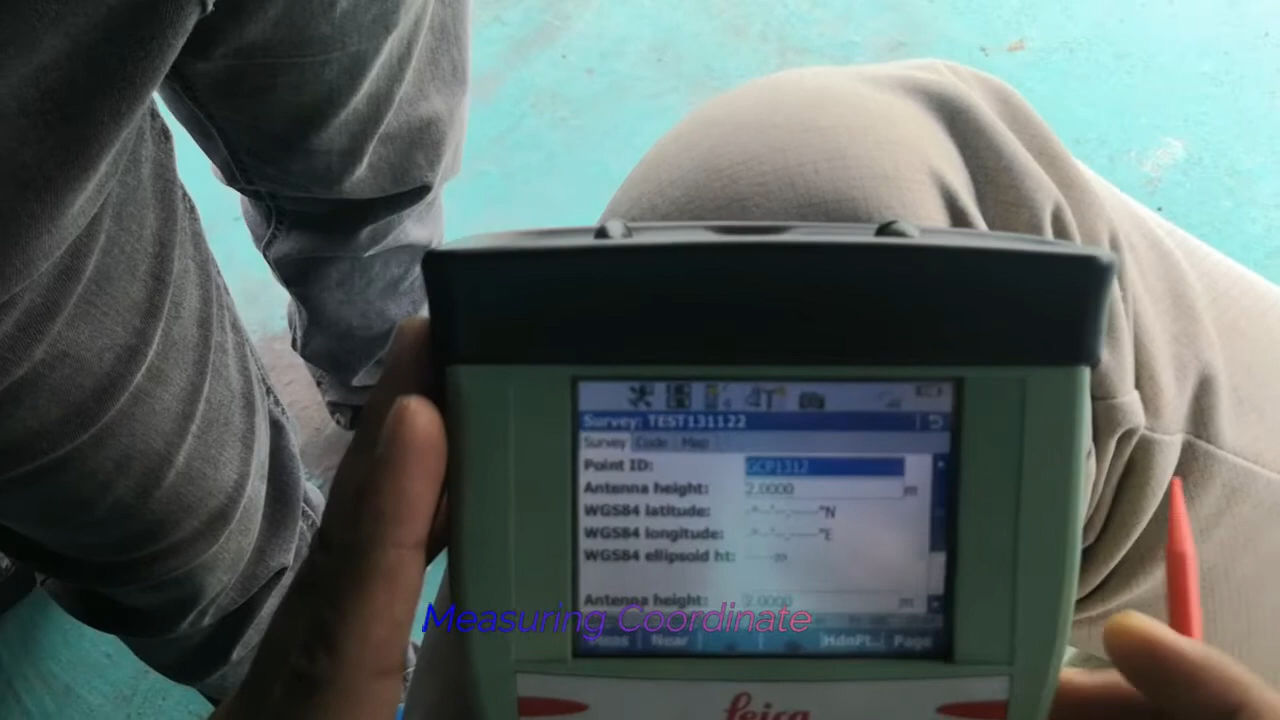 Survey: TEST131122
Survey Code Map
Point ID: GCP1312
Antenna height: 2.0000 m
WGS84 latitude: "N
WGS84 longitude: "E
WGS84 ellipsoid ht: m
Antenna height: 2.0000 m
Measuring Coordinate
Meas Near HdnPt.. Page
Leica